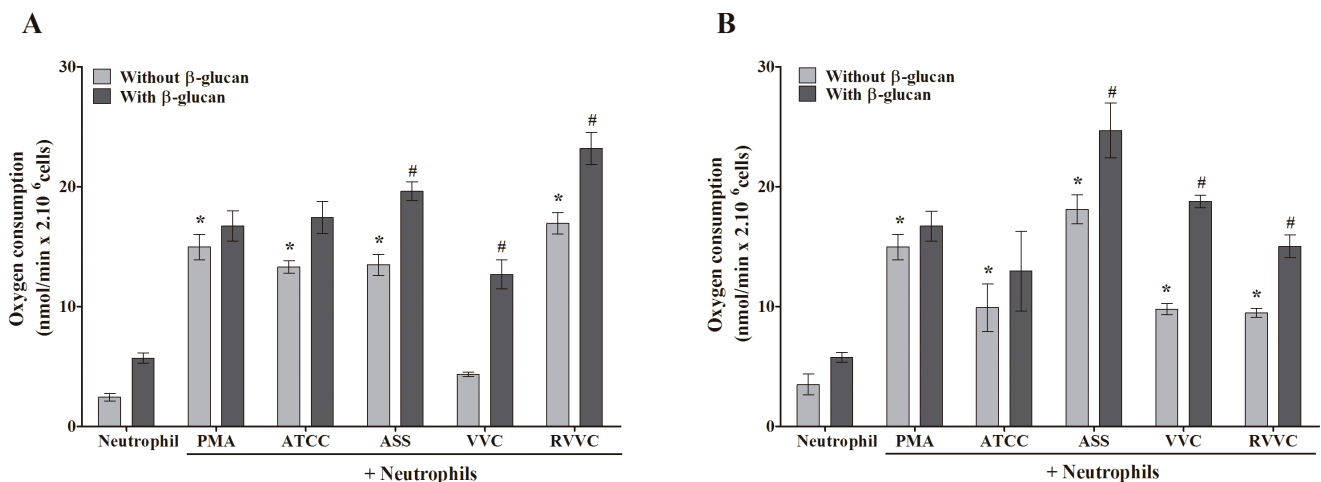 A
Without β-glucan
With β-glucan
Oxygen consumption
(nmol/min x 2.10 ⁶cells)
30
20
10
0
*
*
*
#
#
*
#
Neutrophil
PMA
ATCC
ASS
VVC
RVVC
+ Neutrophils
B
Without β-glucan
With β-glucan
Oxygen consumption
(nmol/min x 2.10 ⁶cells)
30
20
10
0
*
*
*
#
*
#
*
#
Neutrophil
PMA
ATCC
ASS
VVC
RVVC
+ Neutrophils